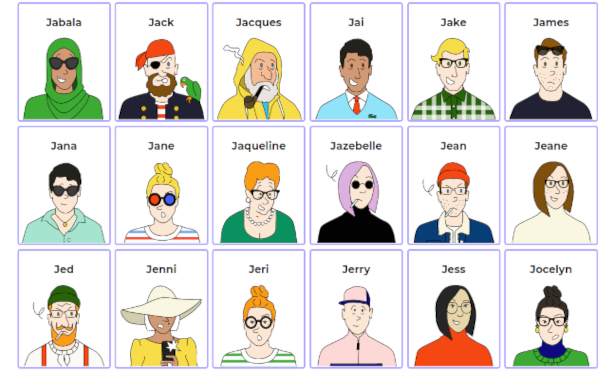 Jabala
Jack
Jacques
Jai
Jake
James
Jana
Jane
Jaqueline
Jazebelle
Jean
Jeane
Jed
Jenni
Jeri
Jerry
Jess
Jocelyn